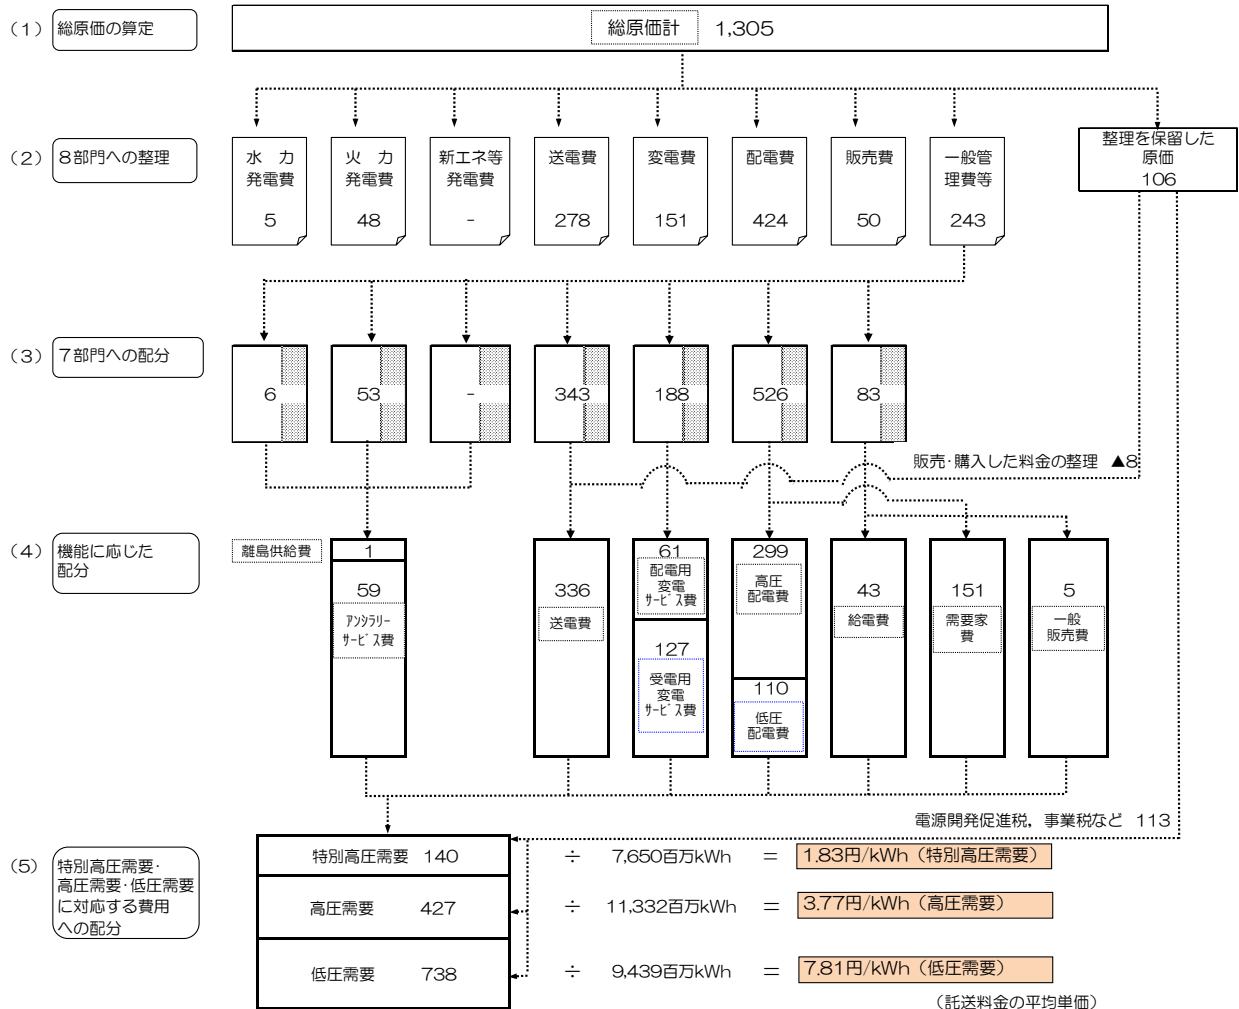 (1) 総原価の算定
総原価計 1,305
(2) 8部門への整理
水 力
発電費
5
火 力
発電費
48
新エネ等
発電費
-
送電費
278
変電費
151
配電費
424
販売費
50
一般管
理費等
243
整理を保留した
原価
106
(3) 7部門への配分
6
53
-
343
188
526
83
販売・購入した料金の整理 ▲8
(4) 機能に応じた
配分
離島供給費
1
59
アンシラリー
サービス費
336
送電費
61
配電用
変電
サービス費
127
受電用
変電
サービス費
299
高圧
配電費
110
低圧
配電費
43
給電費
151
需要家
費
5
一般
販売費
電源開発促進税,事業税など 113
(5) 特別高圧需要・
高圧需要・低圧需要
に対応する費用
への配分
特別高圧需要 140 ÷ 7,650百万kWh = 1.83円/kWh(特別高圧需要)
高圧需要 427 ÷ 11,332百万kWh = 3.77円/kWh(高圧需要)
低圧需要 738 ÷ 9,439百万kWh = 7.81円/kWh(低圧需要)
(託送料金の平均単価)